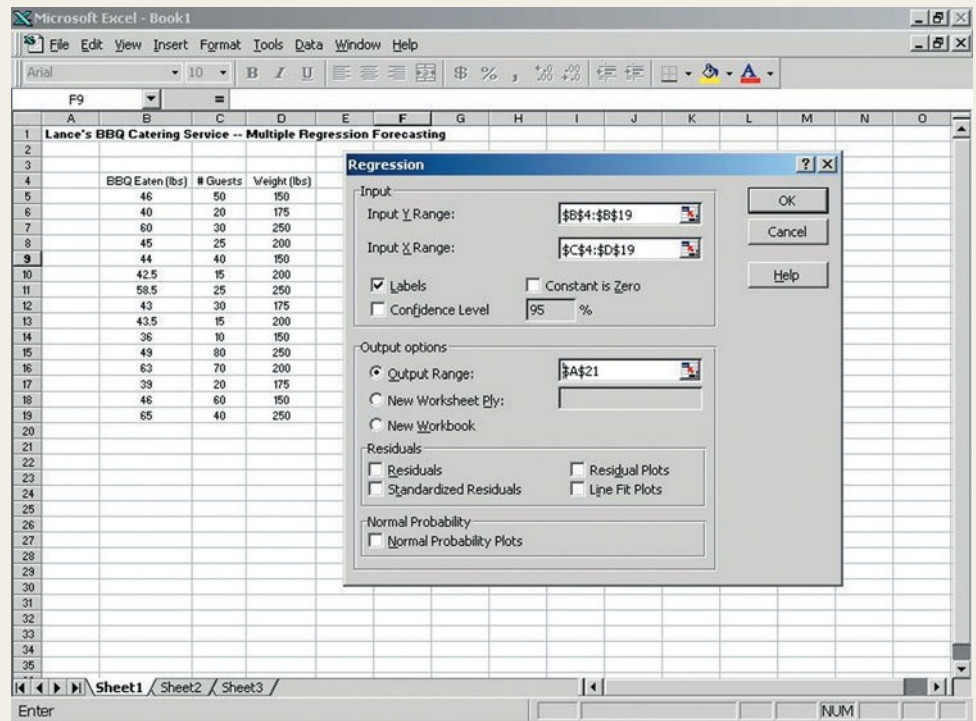 Microsoft Excel - Book1
File Edit View Insert Format Tools Data Window Help
Arial 10 B I U $ % ,
F9 =
A B C D E F G H I J K L M N O
1 Lance's BBQ Catering Service -- Multiple Regression Forecasting
2
3
4 BBQ Eaten (lbs) # Guests Weight (lbs)
5 46 50 150
6 40 20 175
7 60 30 250
8 45 25 200
9 44 40 150
10 42.5 15 200
11 58.5 25 250
12 43 30 175
13 43.5 15 200
14 36 10 150
15 49 80 250
16 63 70 200
17 39 20 175
18 46 60 150
19 65 40 250
20
21
22
23
24
25
26
27
28
29
30
31
32
33
34
35
Regression
Input
Input Y Range: $B$4:$B$19
Input X Range: $C$4:$D$19
Labels Constant is Zero
Confidence Level 95 %
Output options
Output Range: $A$21
New Worksheet Ply:
New Workbook
Residuals
Residuals Residual Plots
Standardized Residuals Line Fit Plots
Normal Probability
Normal Probability Plots
OK
Cancel
Help
Sheet1 Sheet2 Sheet3
Enter NUM